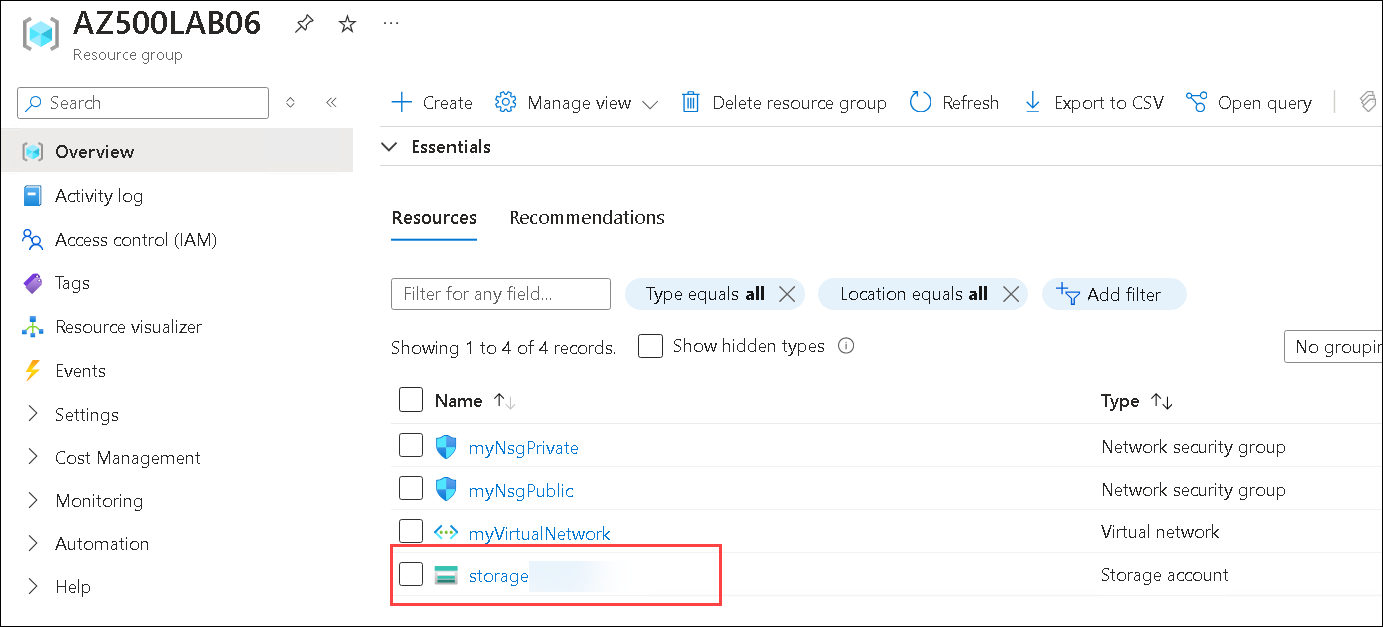 AZ500LAB06
Resource group
Search
Create Manage view Delete resource group Refresh Export to CSV Open query
Overview
Activity log
Access control (IAM)
Tags
Resource visualizer
Events
Settings
Cost Management
Monitoring
Automation
Help
Essentials
Resources Recommendations
Filter for any field... Type equals all Location equals all Add filter
Showing 1 to 4 of 4 records. Show hidden types
No groupin
Name Type
myNsgPrivate Network security group
myNsgPublic Network security group
myVirtualNetwork Virtual network
storage Storage account